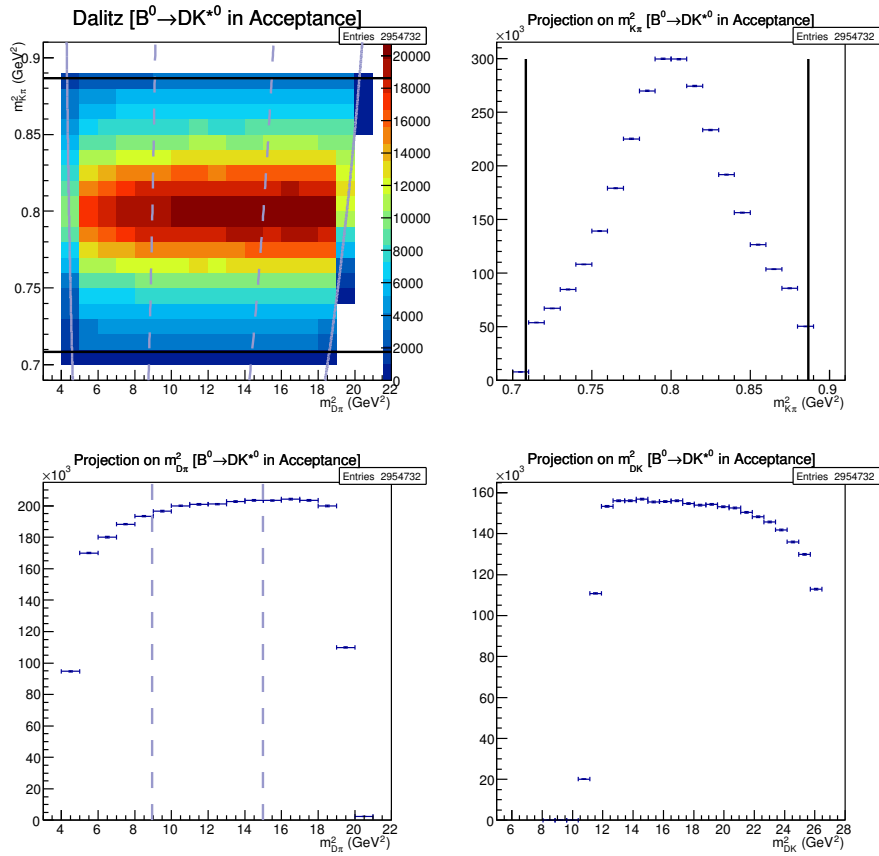 Dalitz [B⁰→DK*⁰ in Acceptance]
Entries 2954732
m²Kπ (GeV²)
0.9
0.85
0.8
0.75
0.7
20000
18000
16000
14000
12000
10000
8000
6000
4000
2000
0
4 6 8 10 12 14 16 18 20 22
m²Dπ (GeV²)
Projection on m²Kπ [B⁰→DK*⁰ in Acceptance]
Entries 2954732
×10³
300
250
200
150
100
50
0
0.7 0.75 0.8 0.85 0.9
m²Kπ (GeV²)
Projection on m²Dπ [B⁰→DK*⁰ in Acceptance]
Entries 2954732
×10³
200
180
160
140
120
100
80
60
40
20
0
4 6 8 10 12 14 16 18 20 22
m²Dπ (GeV²)
Projection on m²DK [B⁰→DK*⁰ in Acceptance]
Entries 2954732
×10³
160
140
120
100
80
60
40
20
0
6 8 10 12 14 16 18 20 22 24 26 28
m²DK (GeV²)